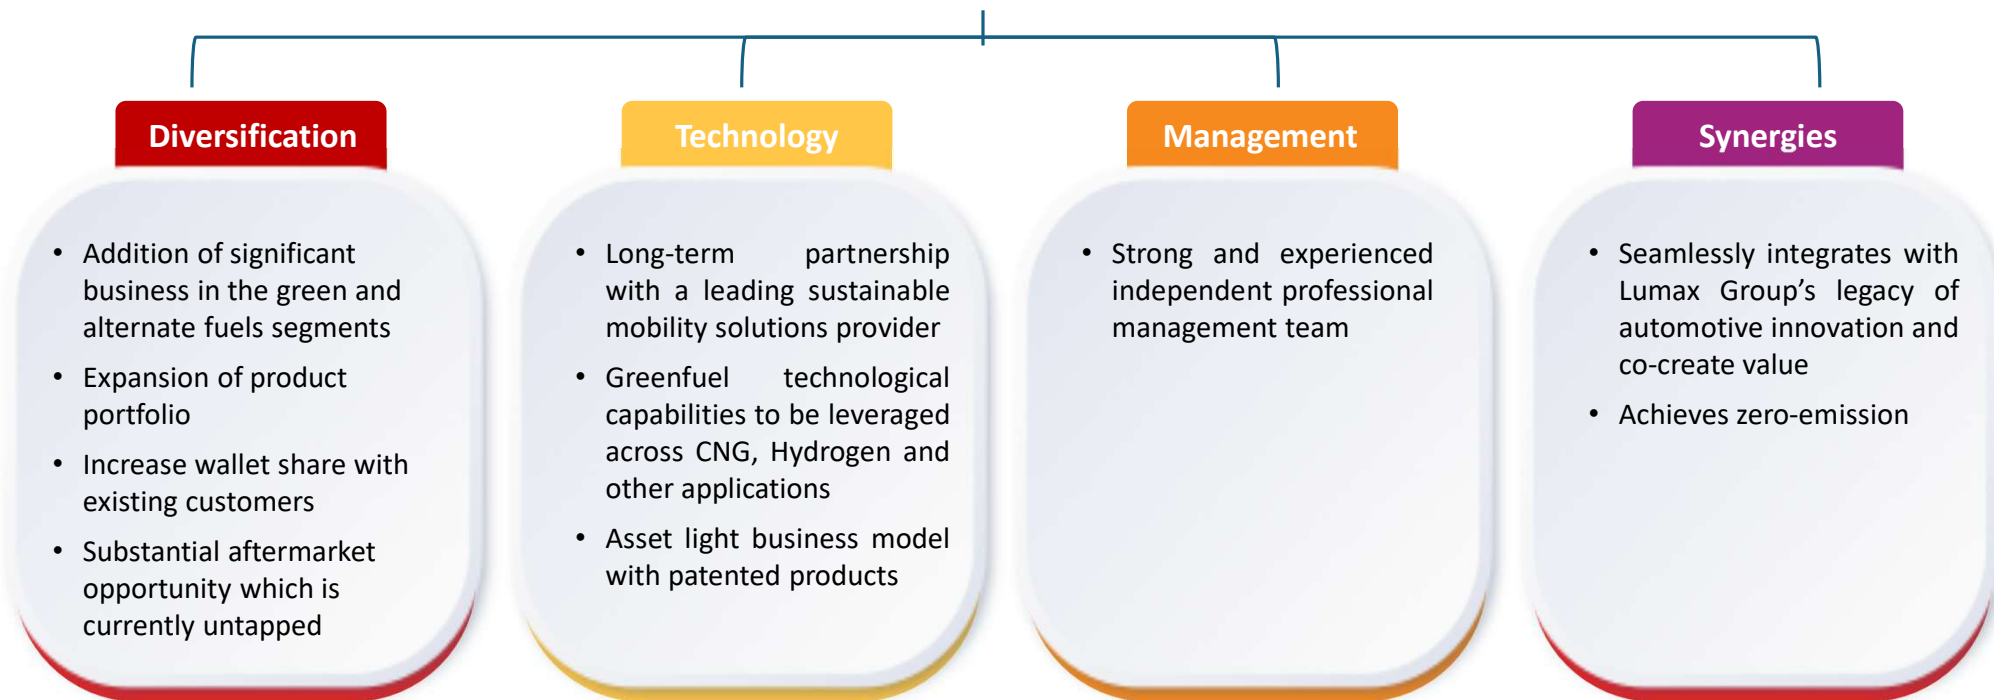 Diversification
• Addition of significant
business in the green and
alternate fuels segments
• Expansion of product
portfolio
• Increase wallet share with
existing customers
• Substantial aftermarket
opportunity which is
currently untapped
Technology
• Long-term partnership
with a leading sustainable
mobility solutions provider
• Greenfuel technological
capabilities to be leveraged
across CNG, Hydrogen and
other applications
• Asset light business model
with patented products
Management
• Strong and experienced
independent professional
management team
Synergies
• Seamlessly integrates with
Lumax Group’s legacy of
automotive innovation and
co-create value
• Achieves zero-emission